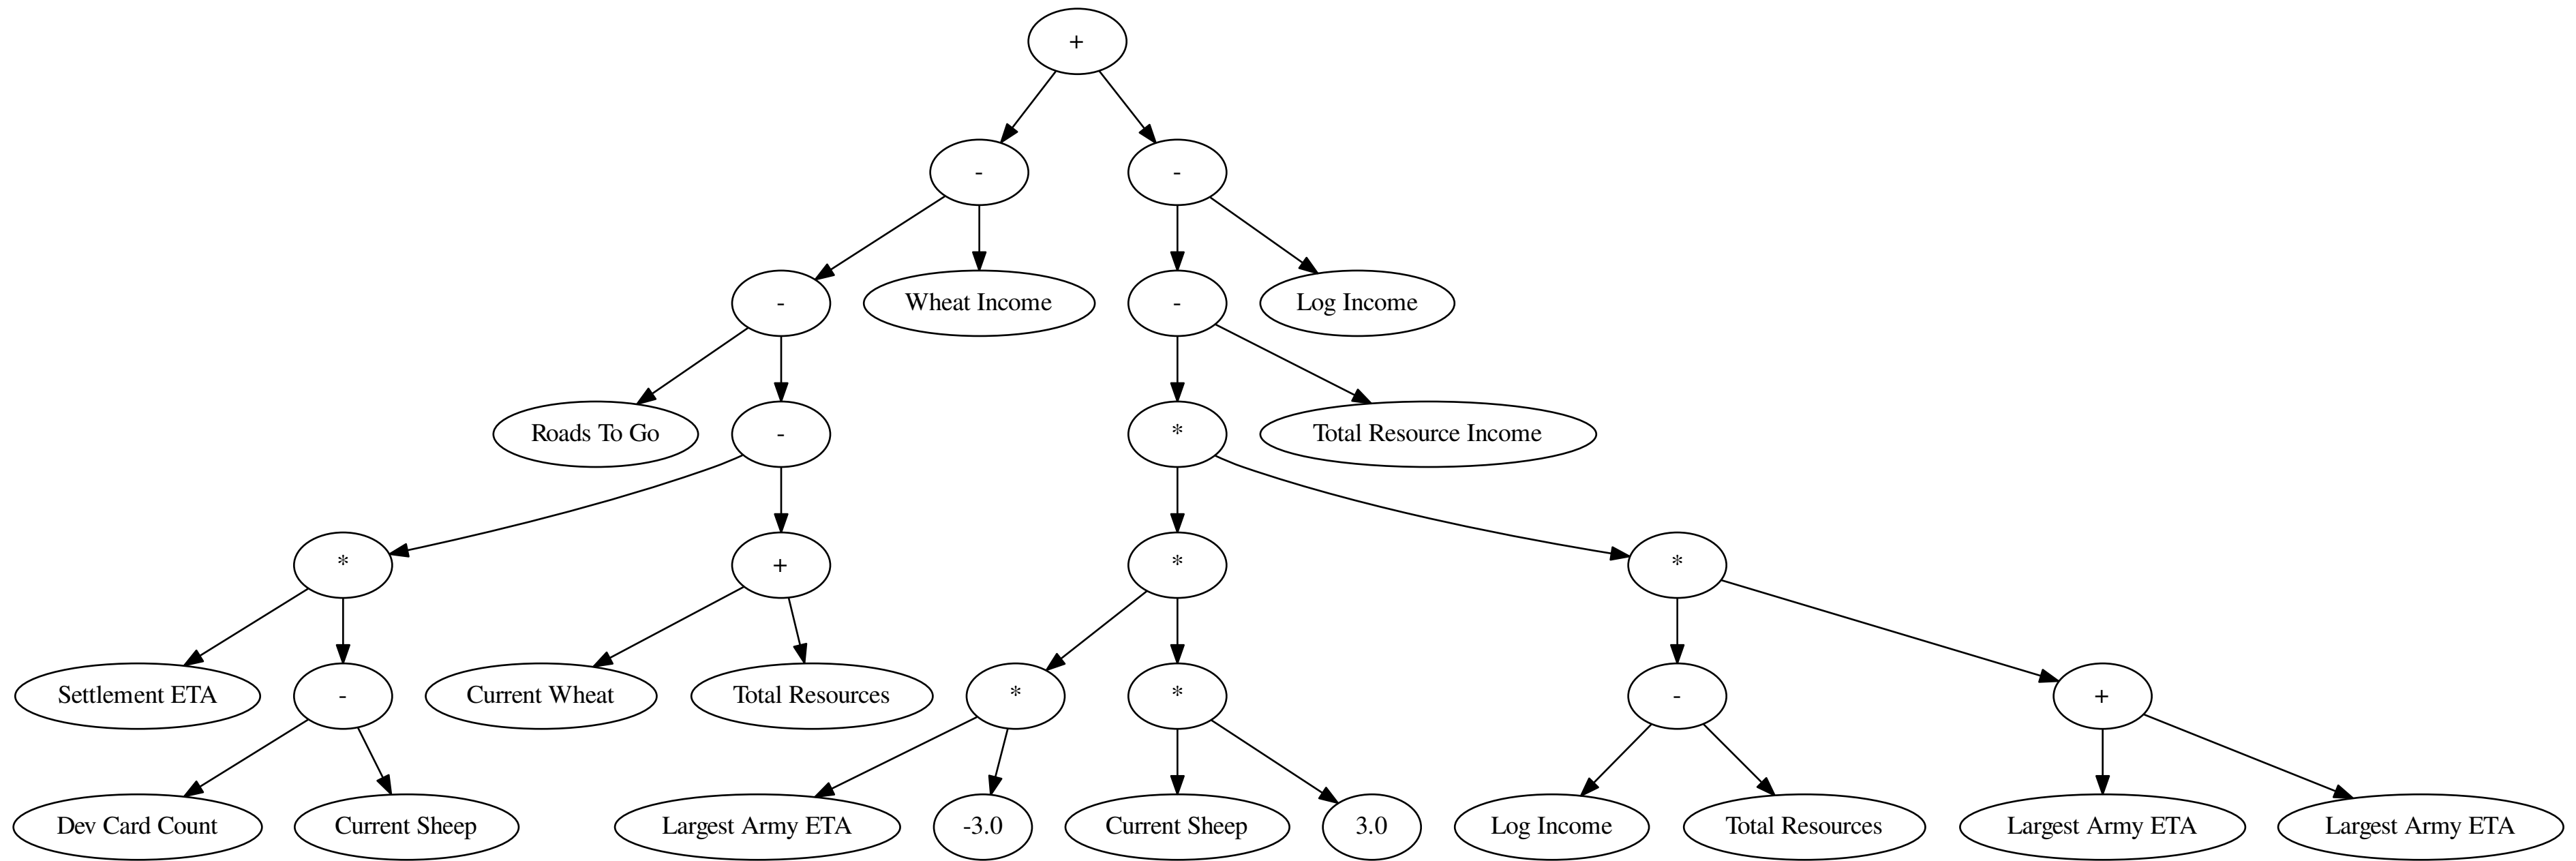 +
-
-
-
Wheat Income
-
Log Income
Roads To Go
-
*
Total Resource Income
*
+
*
*
Settlement ETA
-
Current Wheat
Total Resources
*
*
-
+
Dev Card Count
Current Sheep
Largest Army ETA
-3.0
Current Sheep
3.0
Log Income
Total Resources
Largest Army ETA
Largest Army ETA